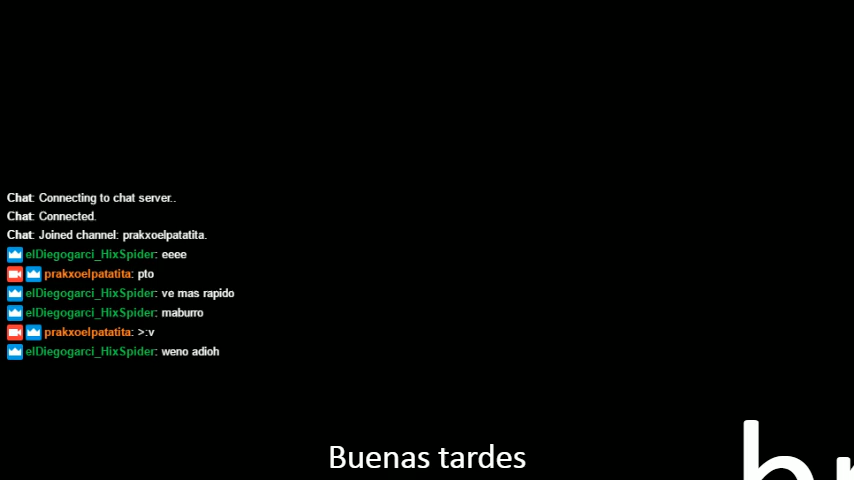 Chat: Connecting to chat server..
Chat: Connected.
Chat: Joined channel: prakxoelpatatita.
elDiegogarci_HixSpider: eeee
prakxoelpatatita: pto
elDiegogarci_HixSpider: ve mas rapido
elDiegogarci_HixSpider: maburro
prakxoelpatatita: >:v
elDiegogarci_HixSpider: weno adioh
Buenas tardes